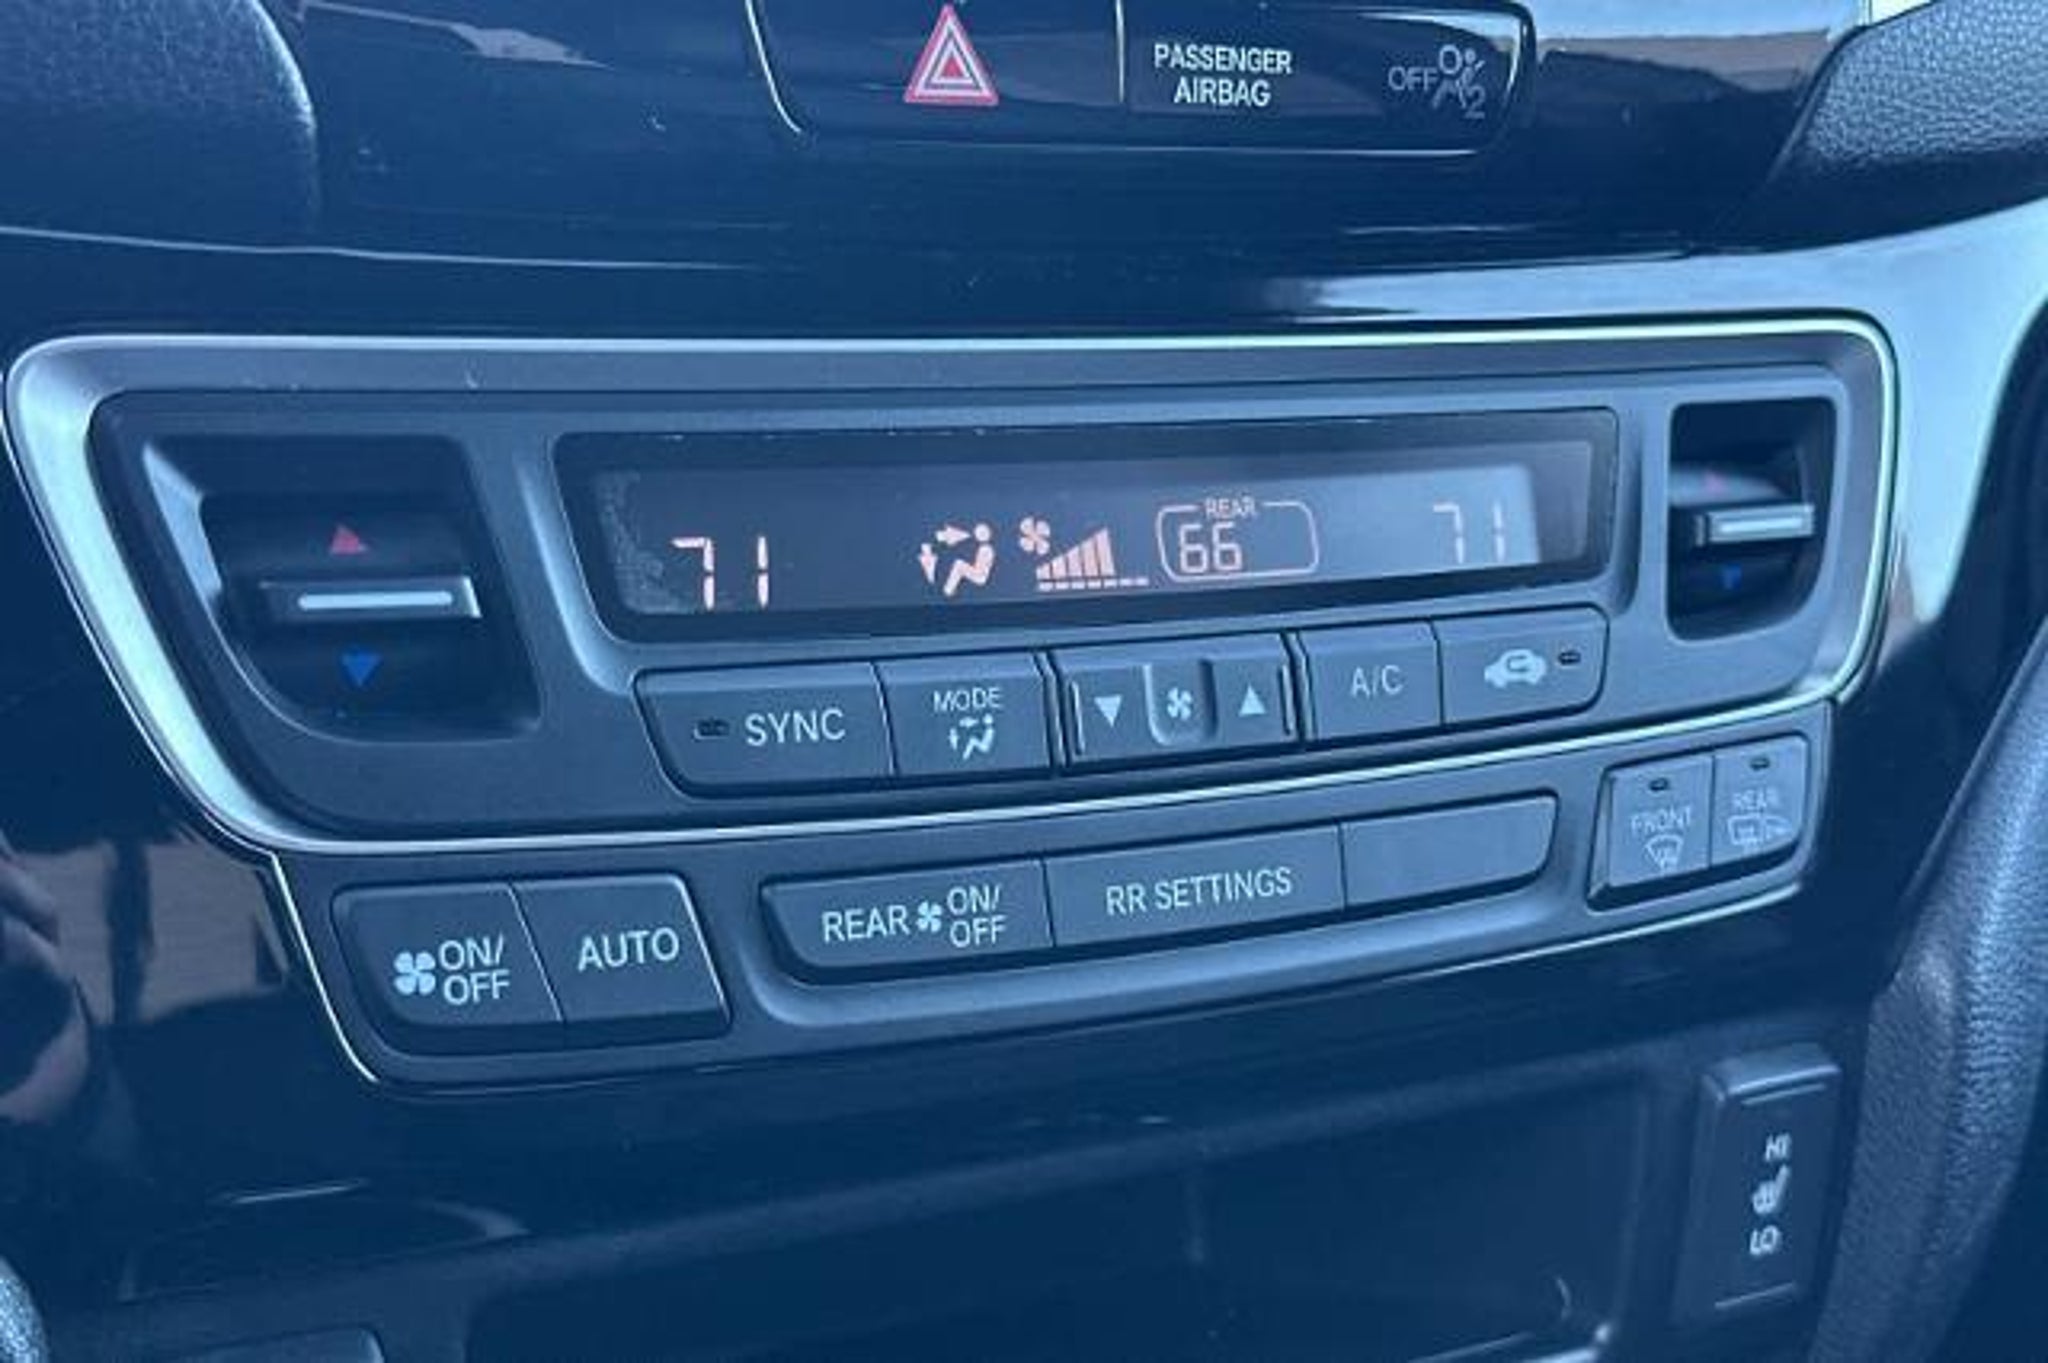 PASSENGER
AIRBAG
OFF
2
71
REAR
66
71
SYNC
MODE
A/C
FRONT
REAR
ON/
OFF
AUTO
REAR
ON/
OFF
RR SETTINGS
HI
LO